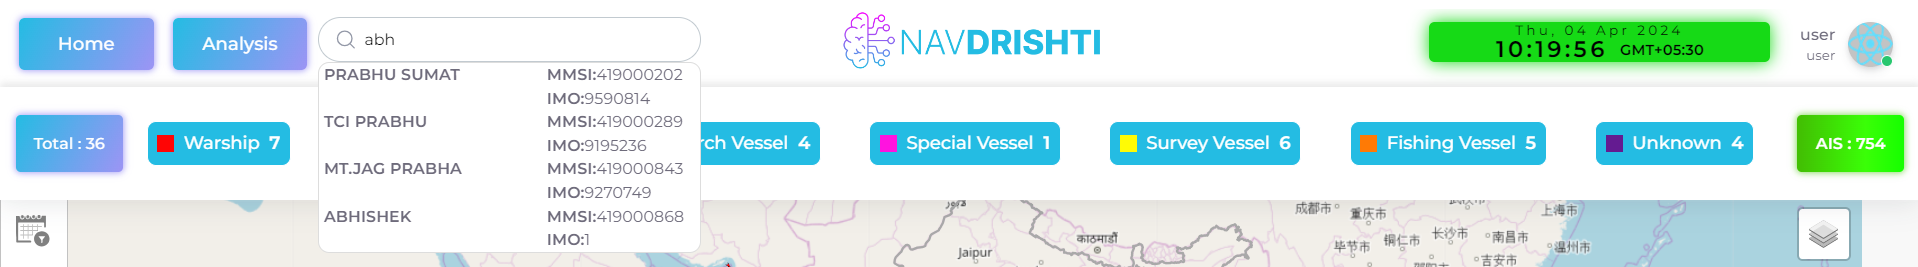 Home
Analysis
abh
NAVDRISHTI
Thu, 04 Apr 2024
10:19:56 GMT+05:30
user
user
PRABHU SUMAT MMSI:419000202
IMO:9590814
TCI PRABHU MMSI:419000289
IMO:9195236
MT.JAG PRABHA MMSI:419000843
IMO:9270749
ABHISHEK MMSI:419000868
IMO:1
Total : 36
Warship 7
rch Vessel 4
Special Vessel 1
Survey Vessel 6
Fishing Vessel 5
Unknown 4
AIS : 754
成都市
重庆市
上海市
毕节市
铜仁市
长沙市
南昌市
温州市
吉安市
Jaipur
काठमाडौं